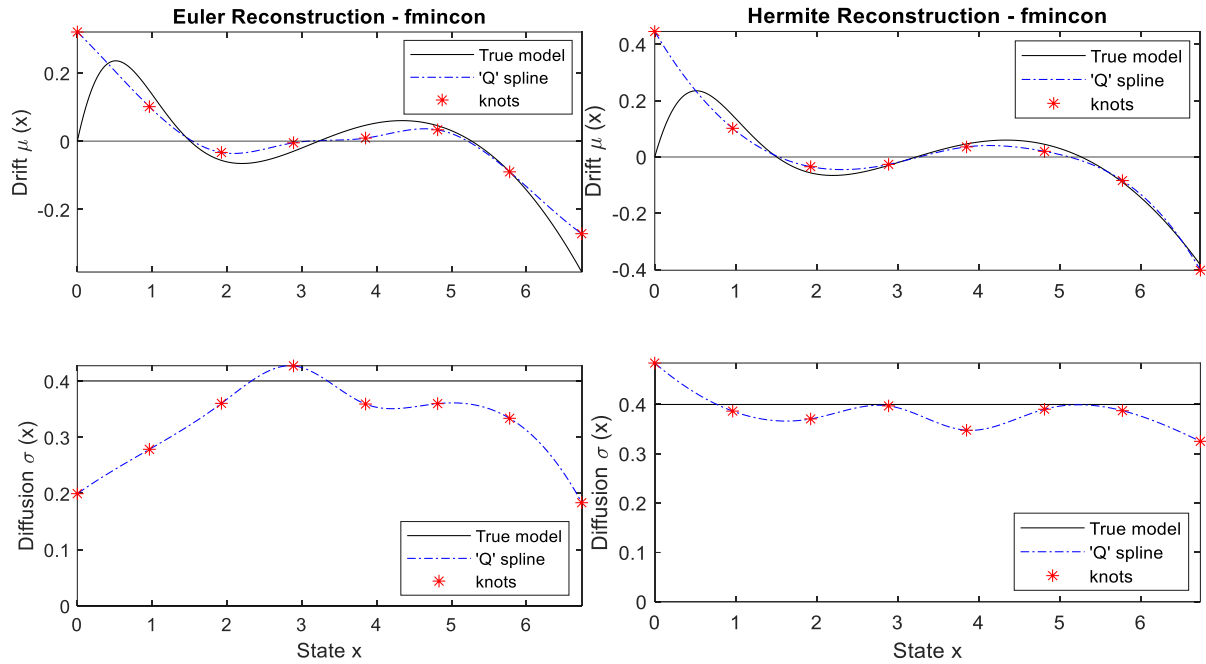 Euler Reconstruction - fmincon
Drift μ (x)
0.2
0
-0.2
0 1 2 3 4 5 6
True model
'Q' spline
knots
Hermite Reconstruction - fmincon
Drift μ (x)
0.4
0.2
0
-0.2
-0.4
0 1 2 3 4 5 6
True model
'Q' spline
knots
Diffusion σ (x)
0.4
0.3
0.2
0.1
0
0 1 2 3 4 5 6
State x
True model
'Q' spline
knots
Diffusion σ (x)
0.4
0.3
0.2
0.1
0
0 1 2 3 4 5 6
State x
True model
'Q' spline
knots